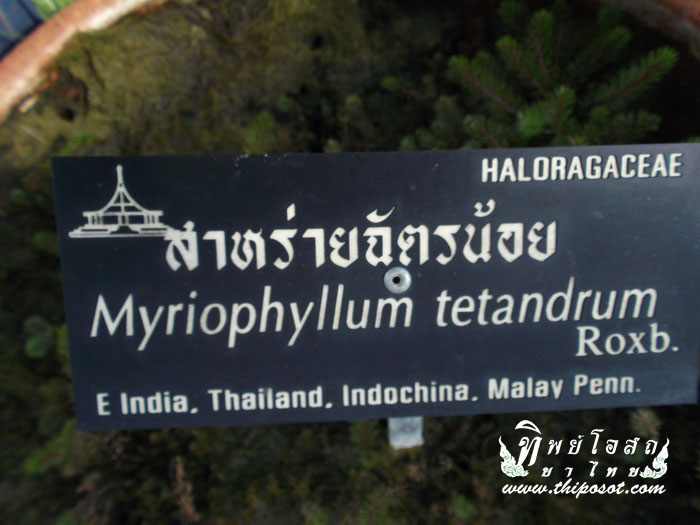 HALORAGACEAE
สาหร่ายฉัตรน้อย
Myriophyllum tetandrum
Roxb.
E India, Thailand, Indochina, Malay Penn.
ทิพย์โอสถ
ยาไทย
www.thiposot.com